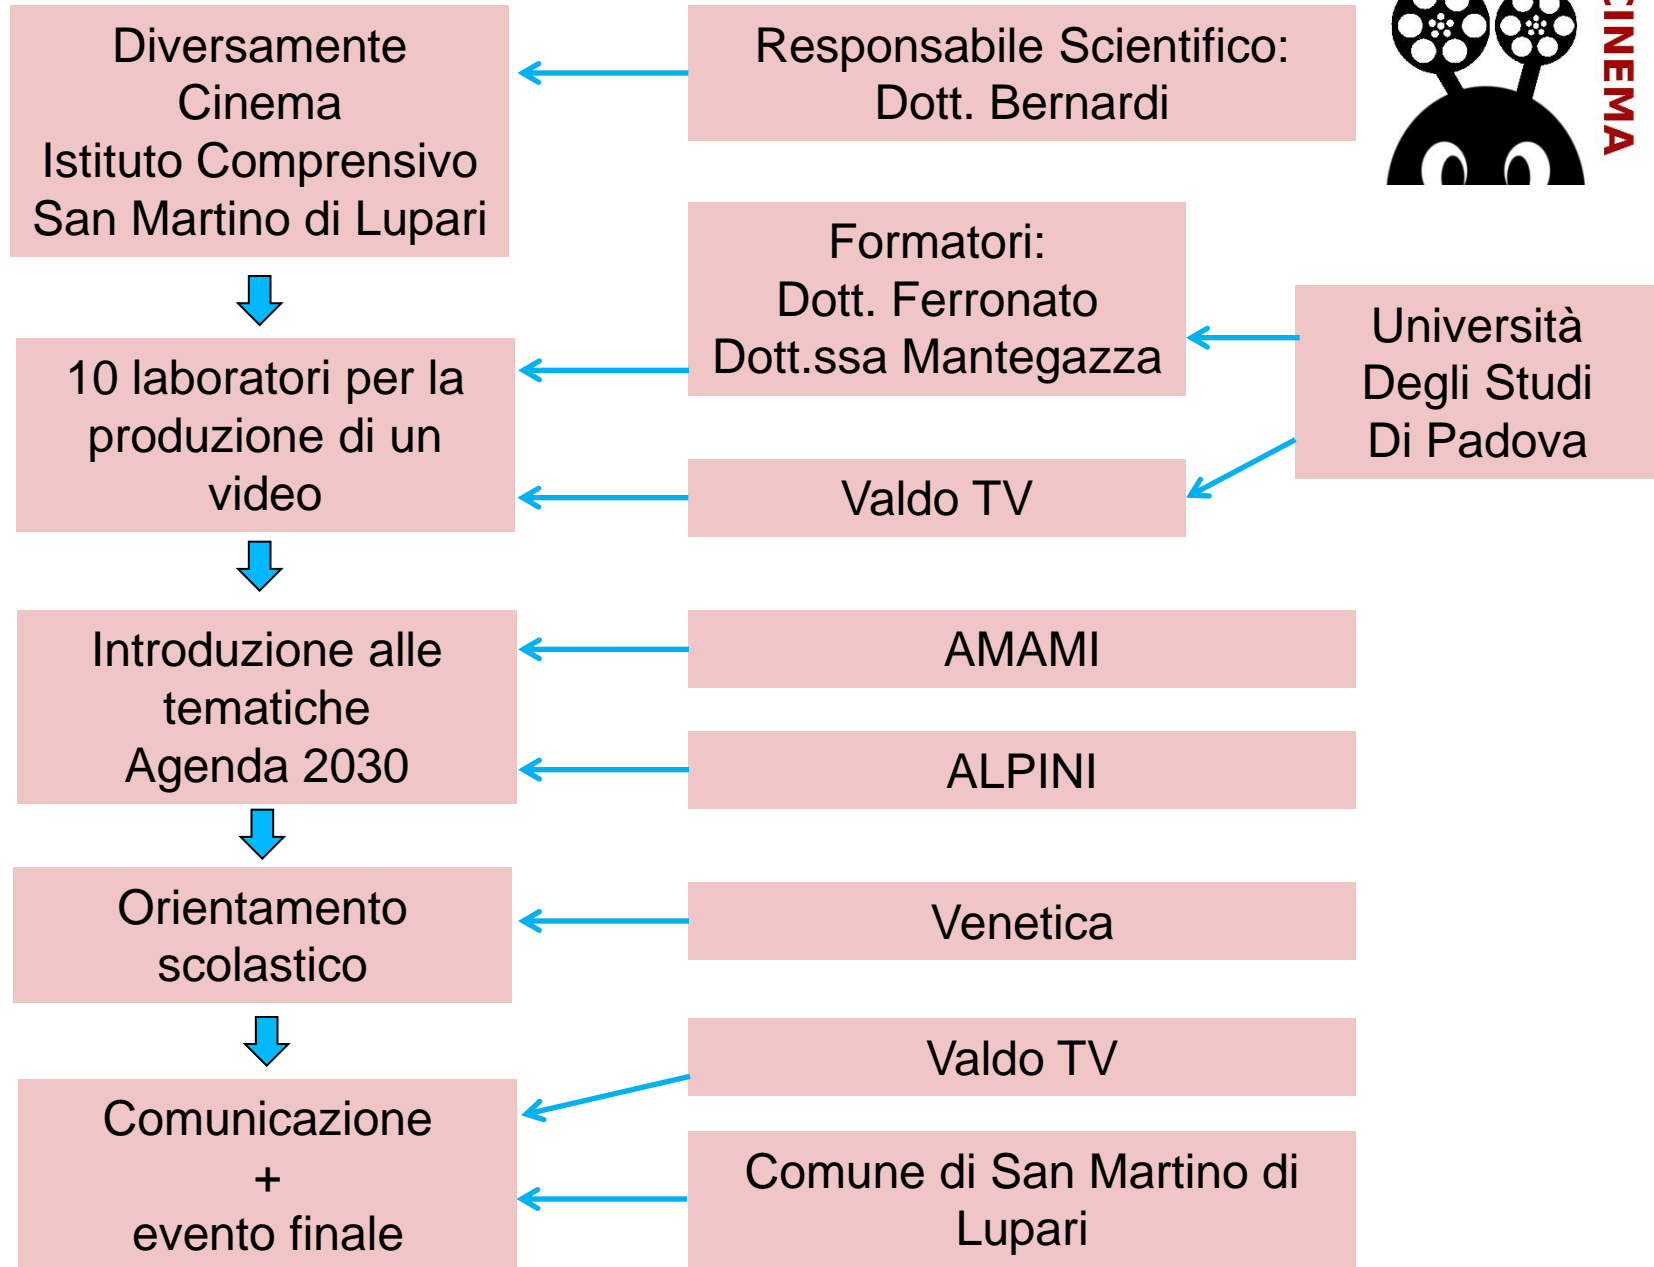 Diversamente
Cinema
Istituto Comprensivo
San Martino di Lupari
Responsabile Scientifico:
Dott. Bernardi
CINEMA
Formatori:
Dott. Ferronato
Dott.ssa Mantegazza
Università
Degli Studi
Di Padova
10 laboratori per la
produzione di un
video
Valdo TV
Introduzione alle
tematiche
Agenda 2030
AMAMI
ALPINI
Orientamento
scolastico
Venetica
Valdo TV
Comunicazione
+
evento finale
Comune di San Martino di
Lupari